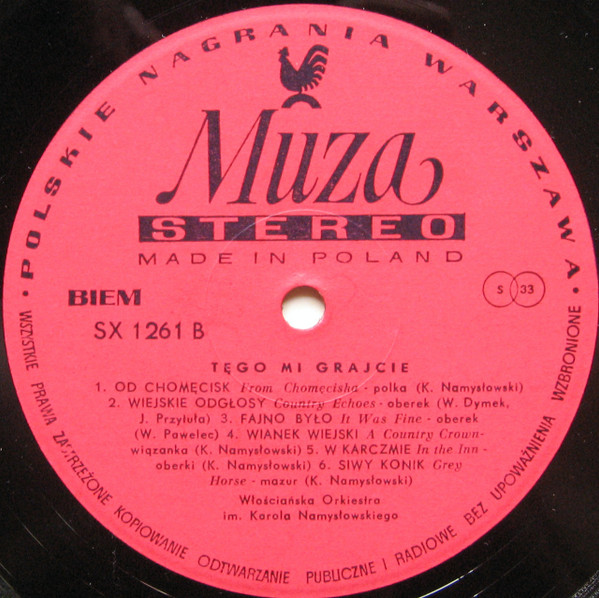 • POLSKIE NAGRANIA WARSZAWA •
Muza
STEREO
MADE IN POLAND
BIEM
S 33
SX 1261 B
TĘGO MI GRAJCIE
1. OD CHOMĘCISK From Chomęciska - polka (K. Namysłowski)
2. WIEJSKIE ODGŁOSY Country Echoes - oberek (W. Dymek,
J. Przytuła) 3. FAJNO BYŁO It Was Fine - oberek
(W. Pawelec) 4. WIANEK WIEJSKI A Country Crown-
wiązanka (K. Namysłowski) 5. W KARCZMIE In the Inn -
oberki (K. Namysłowski) 6. SIWY KONIK Grey
Horse - mazur (K. Namysłowski)
Włościańska Orkiestra
im. Karola Namysłowskiego
WSZYSTKIE PRAWA ZASTRZEŻONE KOPIOWANIE ODTWARZANIE PUBLICZNE I RADIOWE BEZ UPOWAŻNIENIA WZBRONIONE